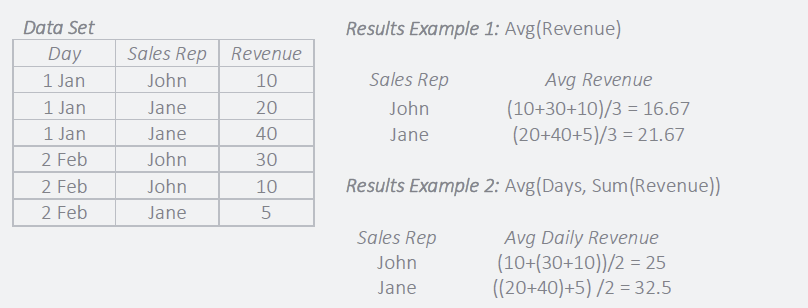 Data Set
Day Sales Rep Revenue
1 Jan John 10
1 Jan Jane 20
1 Jan Jane 40
2 Feb John 30
2 Feb John 10
2 Feb Jane 5
Results Example 1: Avg(Revenue)
Sales Rep Avg Revenue
John (10+30+10)/3 = 16.67
Jane (20+40+5)/3 = 21.67
Results Example 2: Avg(Days, Sum(Revenue))
Sales Rep Avg Daily Revenue
John (10+(30+10))/2 = 25
Jane ((20+40)+5) /2 = 32.5